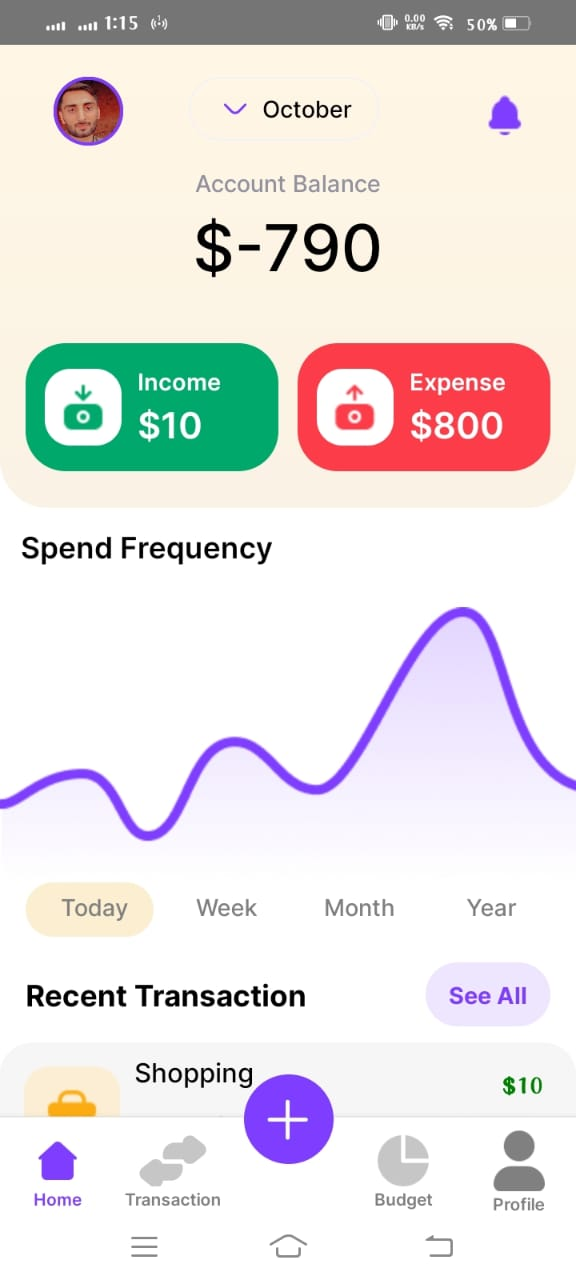 1:15
0.00
KB/s
50%
October
Account Balance
$-790
Income
$10
Expense
$800
Spend Frequency
Today Week Month Year
Recent Transaction
See All
Shopping
$10
Home Transaction Budget Profile